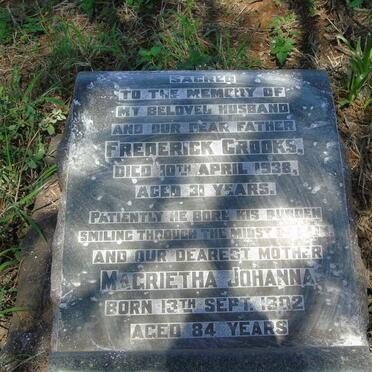 SACRED
TO THE MEMORY OF
MY BELOVED HUSBAND
AND OUR DEAR FATHER
FREDERICK CROOKS.
DIED 10TH APRIL 1938.
AGED 31 YEARS.
PATIENTLY HE BORE HIS BURDEN
SMILING THROUGH THE MIDST
AND OUR DEAREST MOTHER
MAGRIETHA JOHANNA
BORN 13TH SEPT.
AGED 84 YEARS